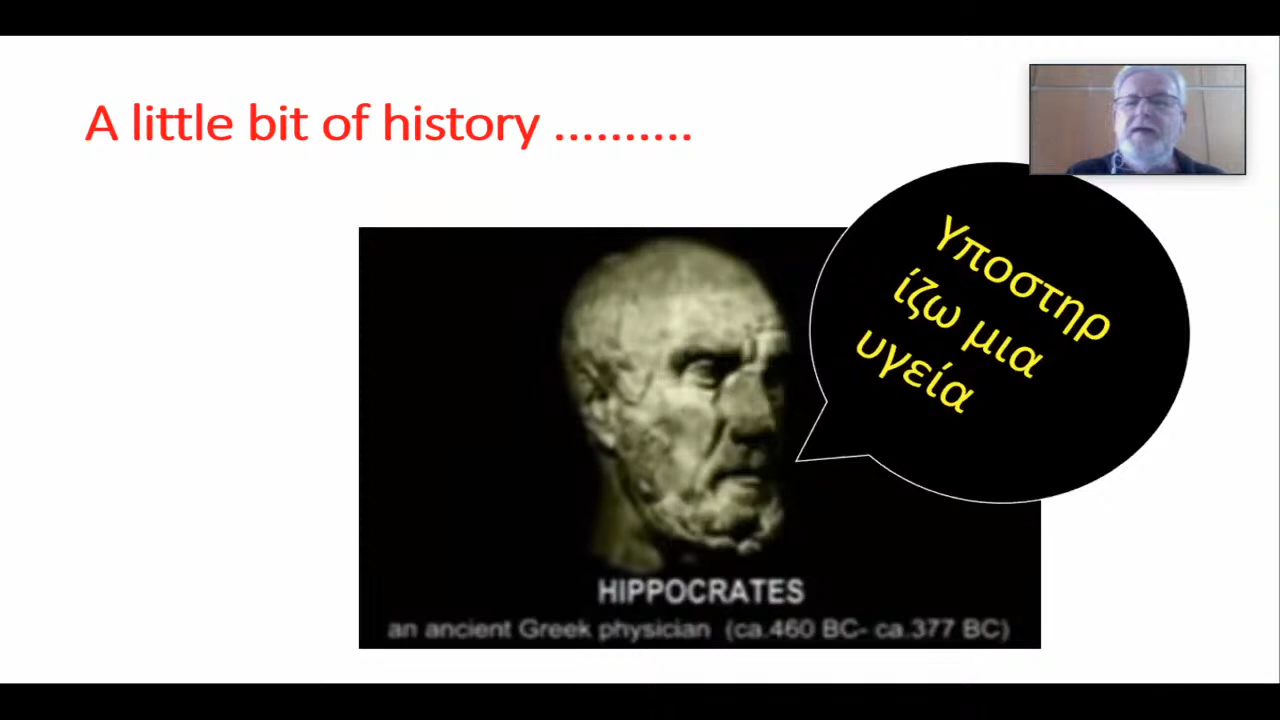 A little bit of history ..........
Υποστηρ
ίζω μια
υγεία
HIPPOCRATES
an ancient Greek physician (ca.460 BC- ca.377 BC)